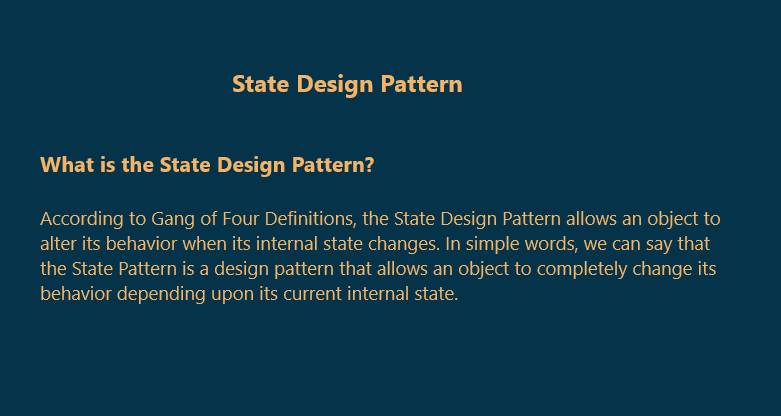 State Design Pattern
What is the State Design Pattern?
According to Gang of Four Definitions, the State Design Pattern allows an object to
alter its behavior when its internal state changes. In simple words, we can say that
the State Pattern is a design pattern that allows an object to completely change its
behavior depending upon its current internal state.